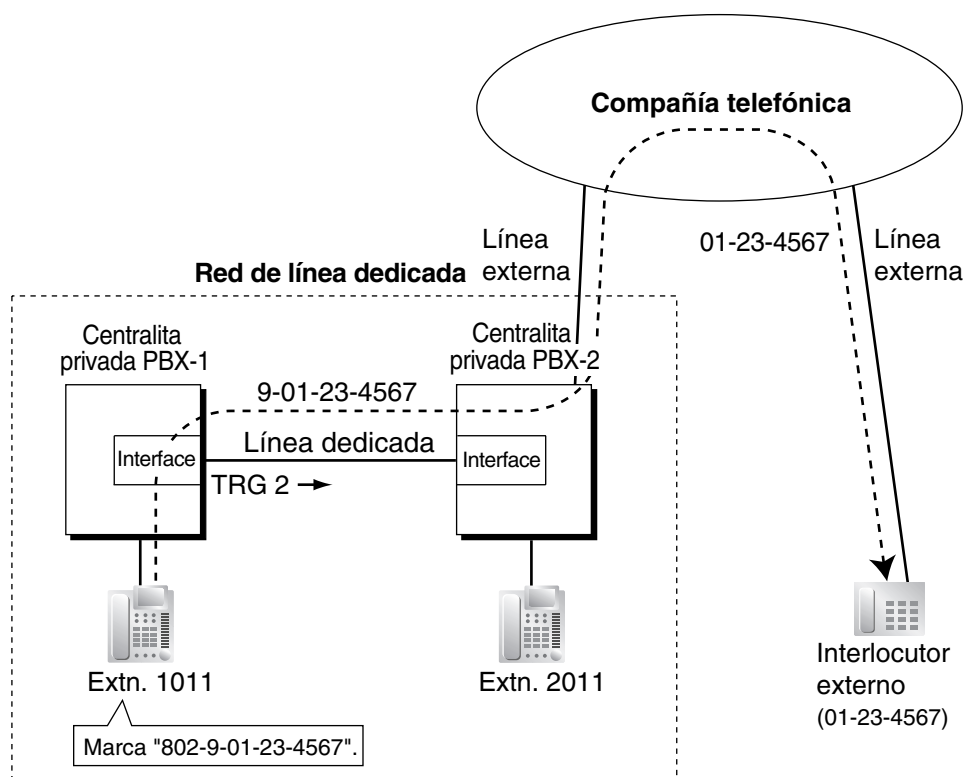 Compañía telefónica
Línea
externa
01-23-4567
Línea
externa
Red de línea dedicada
Centralita
privada PBX-1
Centralita
privada PBX-2
9-01-23-4567
Interface
Línea dedicada
Interface
TRG 2
Extn. 1011
Extn. 2011
Interlocutor
externo
(01-23-4567)
Marca "802-9-01-23-4567".